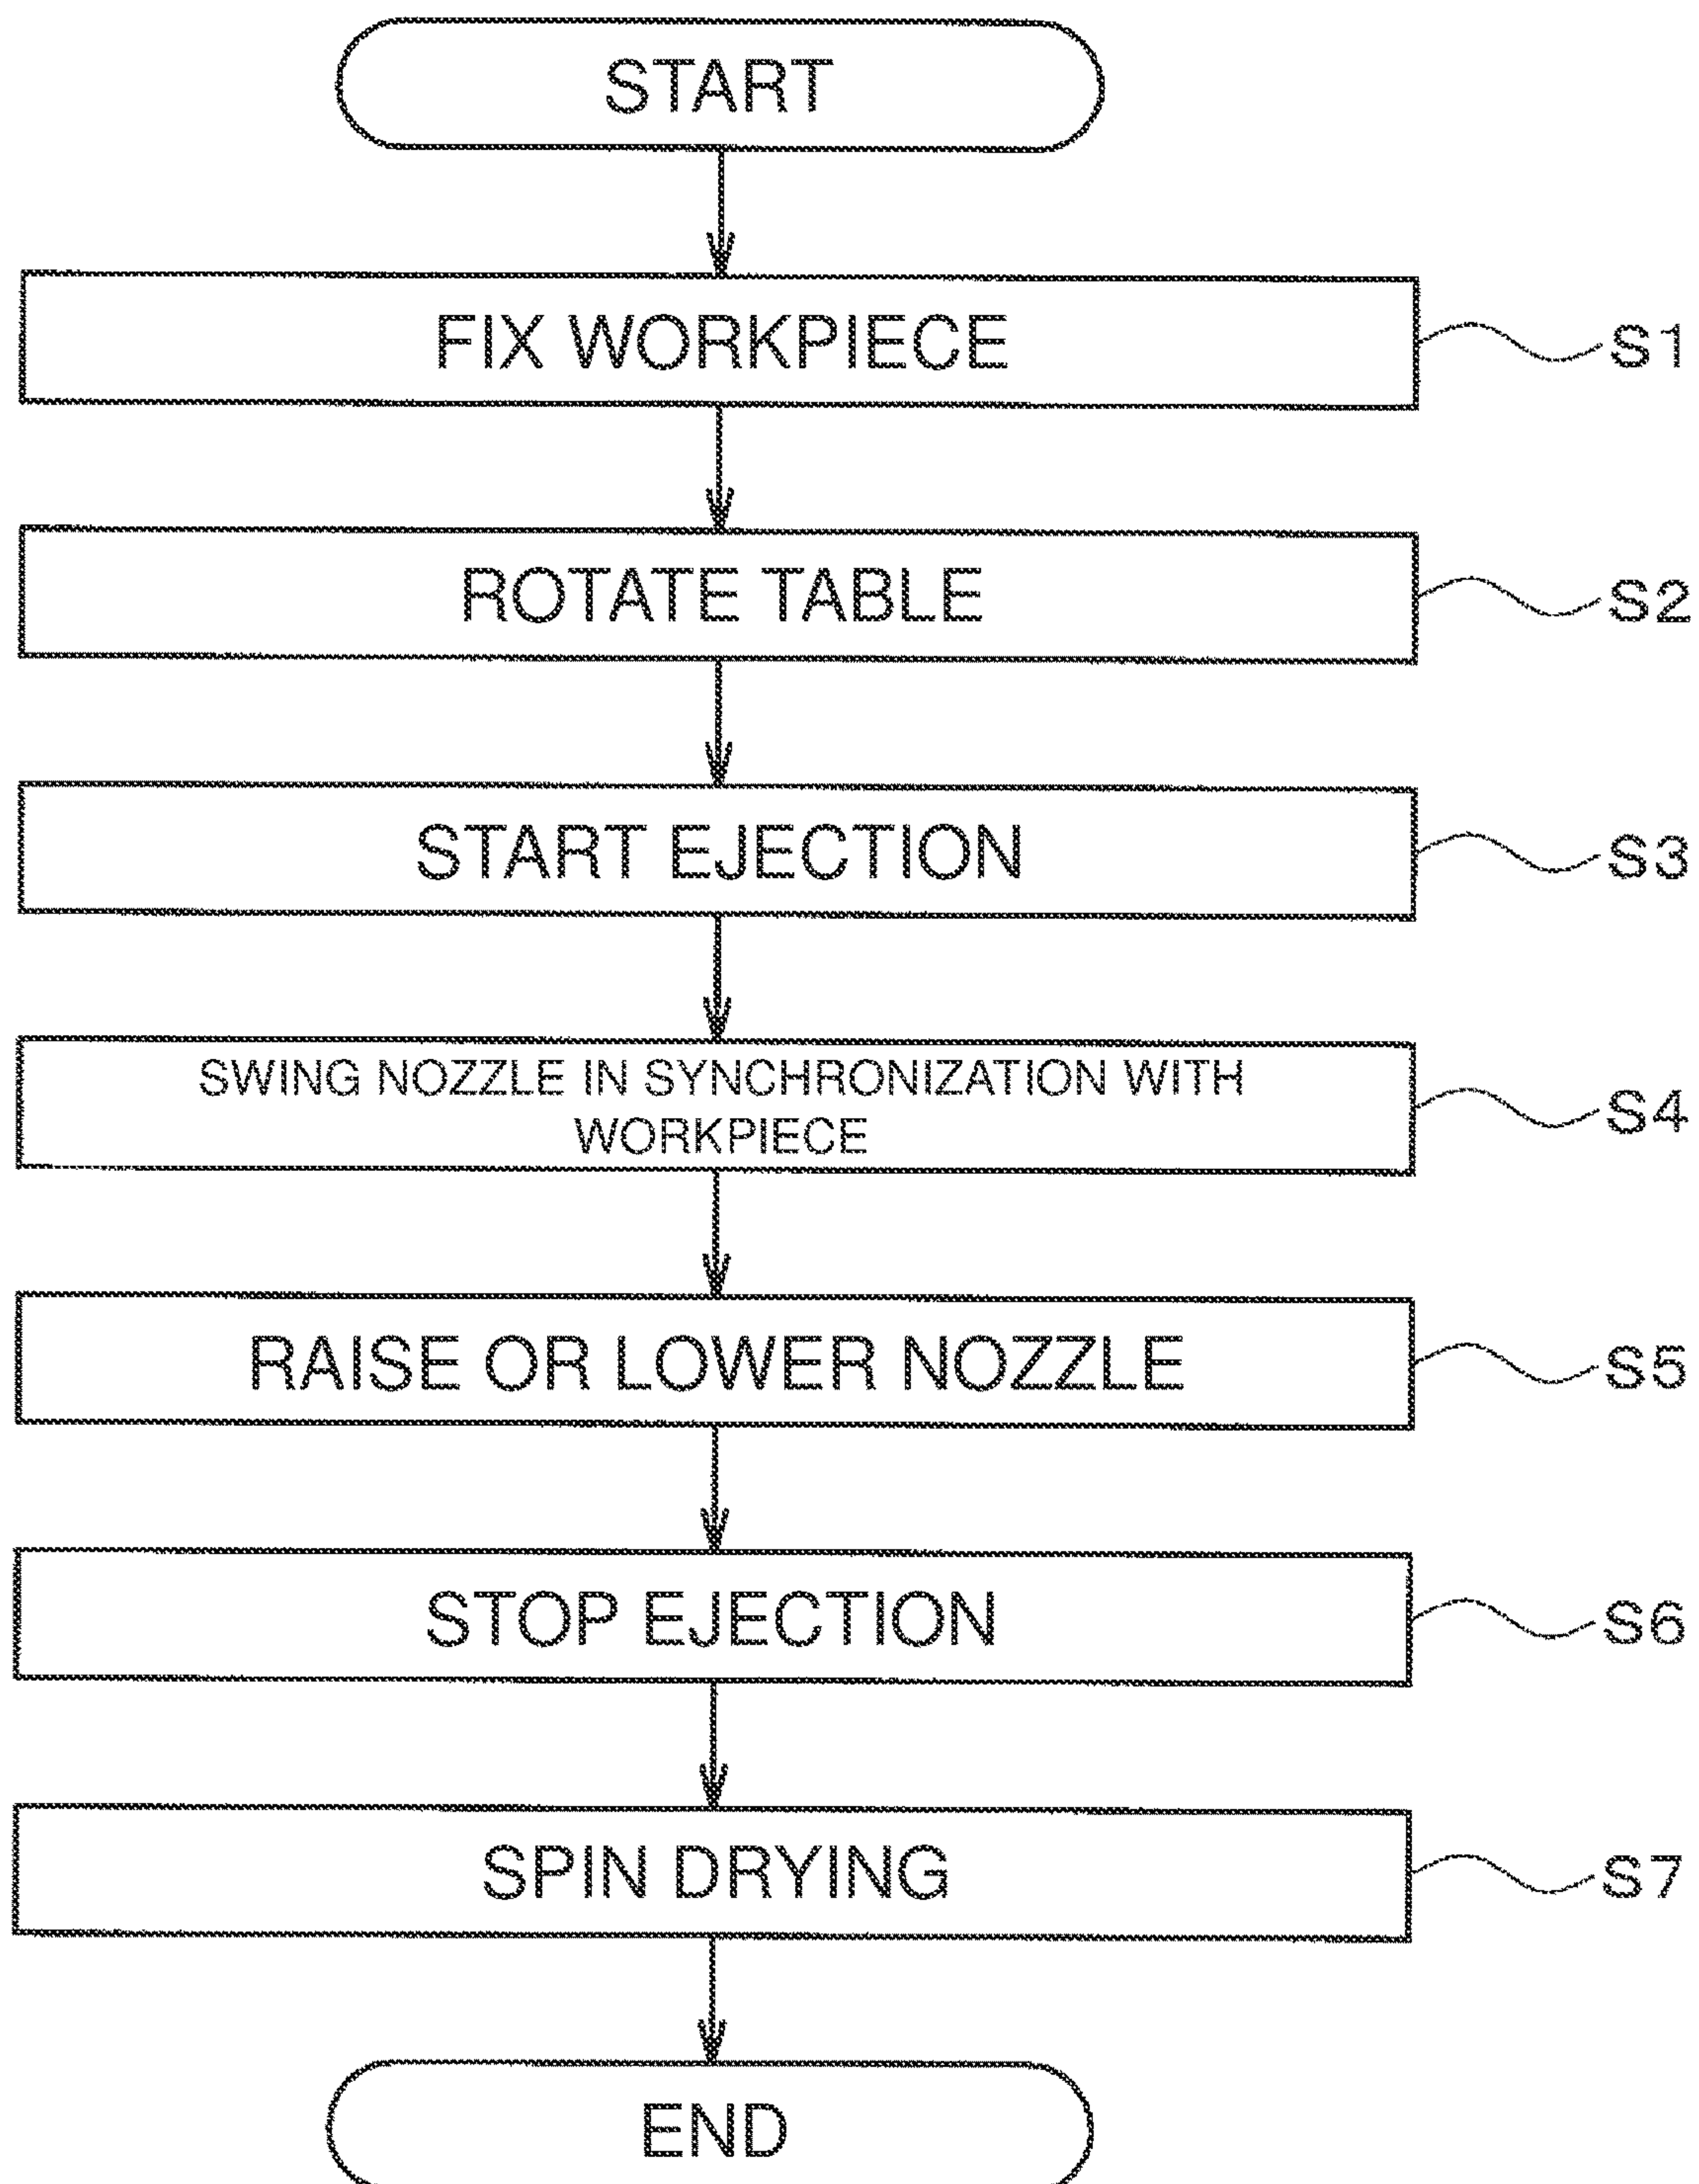 START
FIX WORKPIECE
S1
ROTATE TABLE
S2
START EJECTION
S3
SWING NOZZLE IN SYNCHRONIZATION WITH
WORKPIECE
S4
RAISE OR LOWER NOZZLE
S5
STOP EJECTION
S6
SPIN DRYING
S7
END